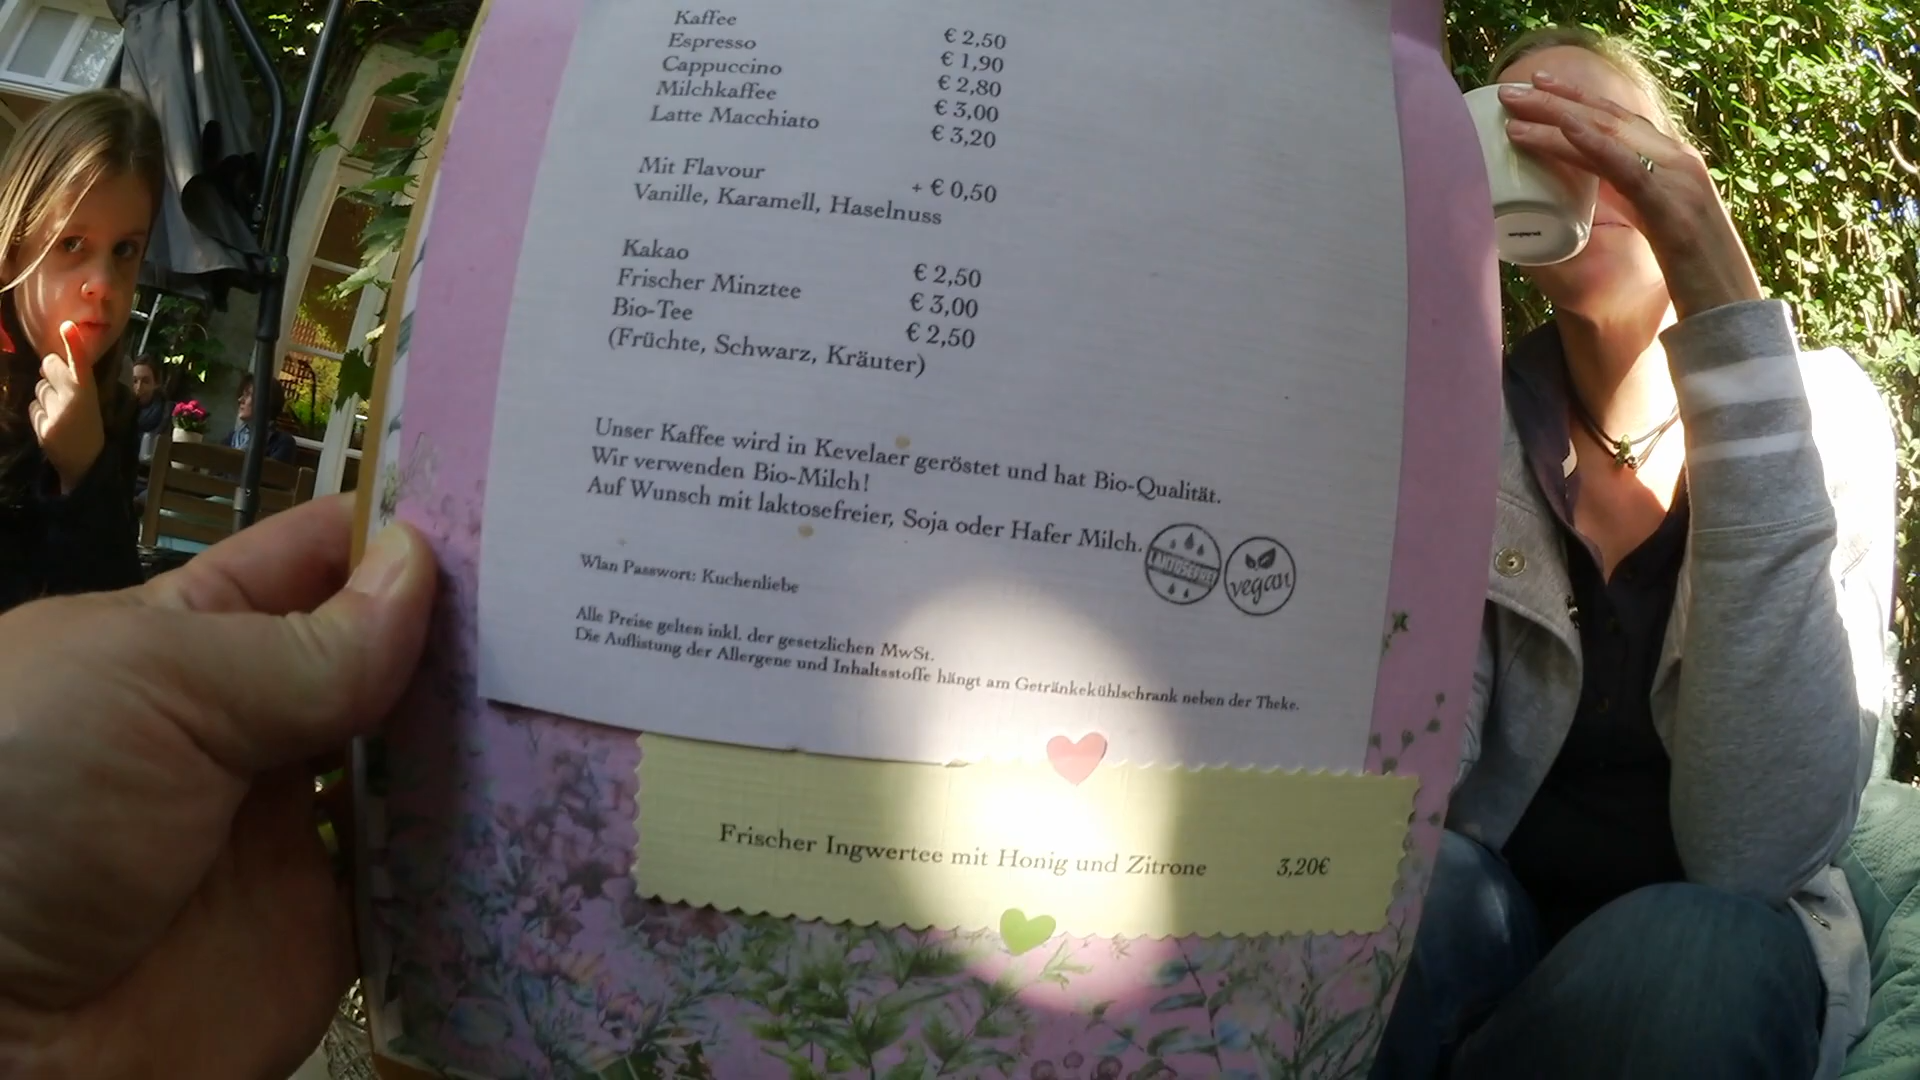 Kaffee € 2,50
Espresso € 1,90
Cappuccino € 2,80
Milchkaffee € 3,00
Latte Macchiato € 3,20
Mit Flavour + € 0,50
Vanille, Karamell, Haselnuss
Kakao € 2,50
Frischer Minztee € 3,00
Bio-Tee € 2,50
(Früchte, Schwarz, Kräuter)
Unser Kaffee wird in Kevelaer geröstet und hat Bio-Qualität.
Wir verwenden Bio-Milch!
Auf Wunsch mit laktosefreier, Soja oder Hafer Milch.
LAKTOSEFREI
vegan
Wlan Passwort: Kuchenliebe
Alle Preise gelten inkl. der gesetzlichen MwSt.
Die Auflistung der Allergene und Inhaltsstoffe hängt am Getränkekühlschrank neben der Theke.
Frischer Ingwertee mit Honig und Zitrone 3,20€